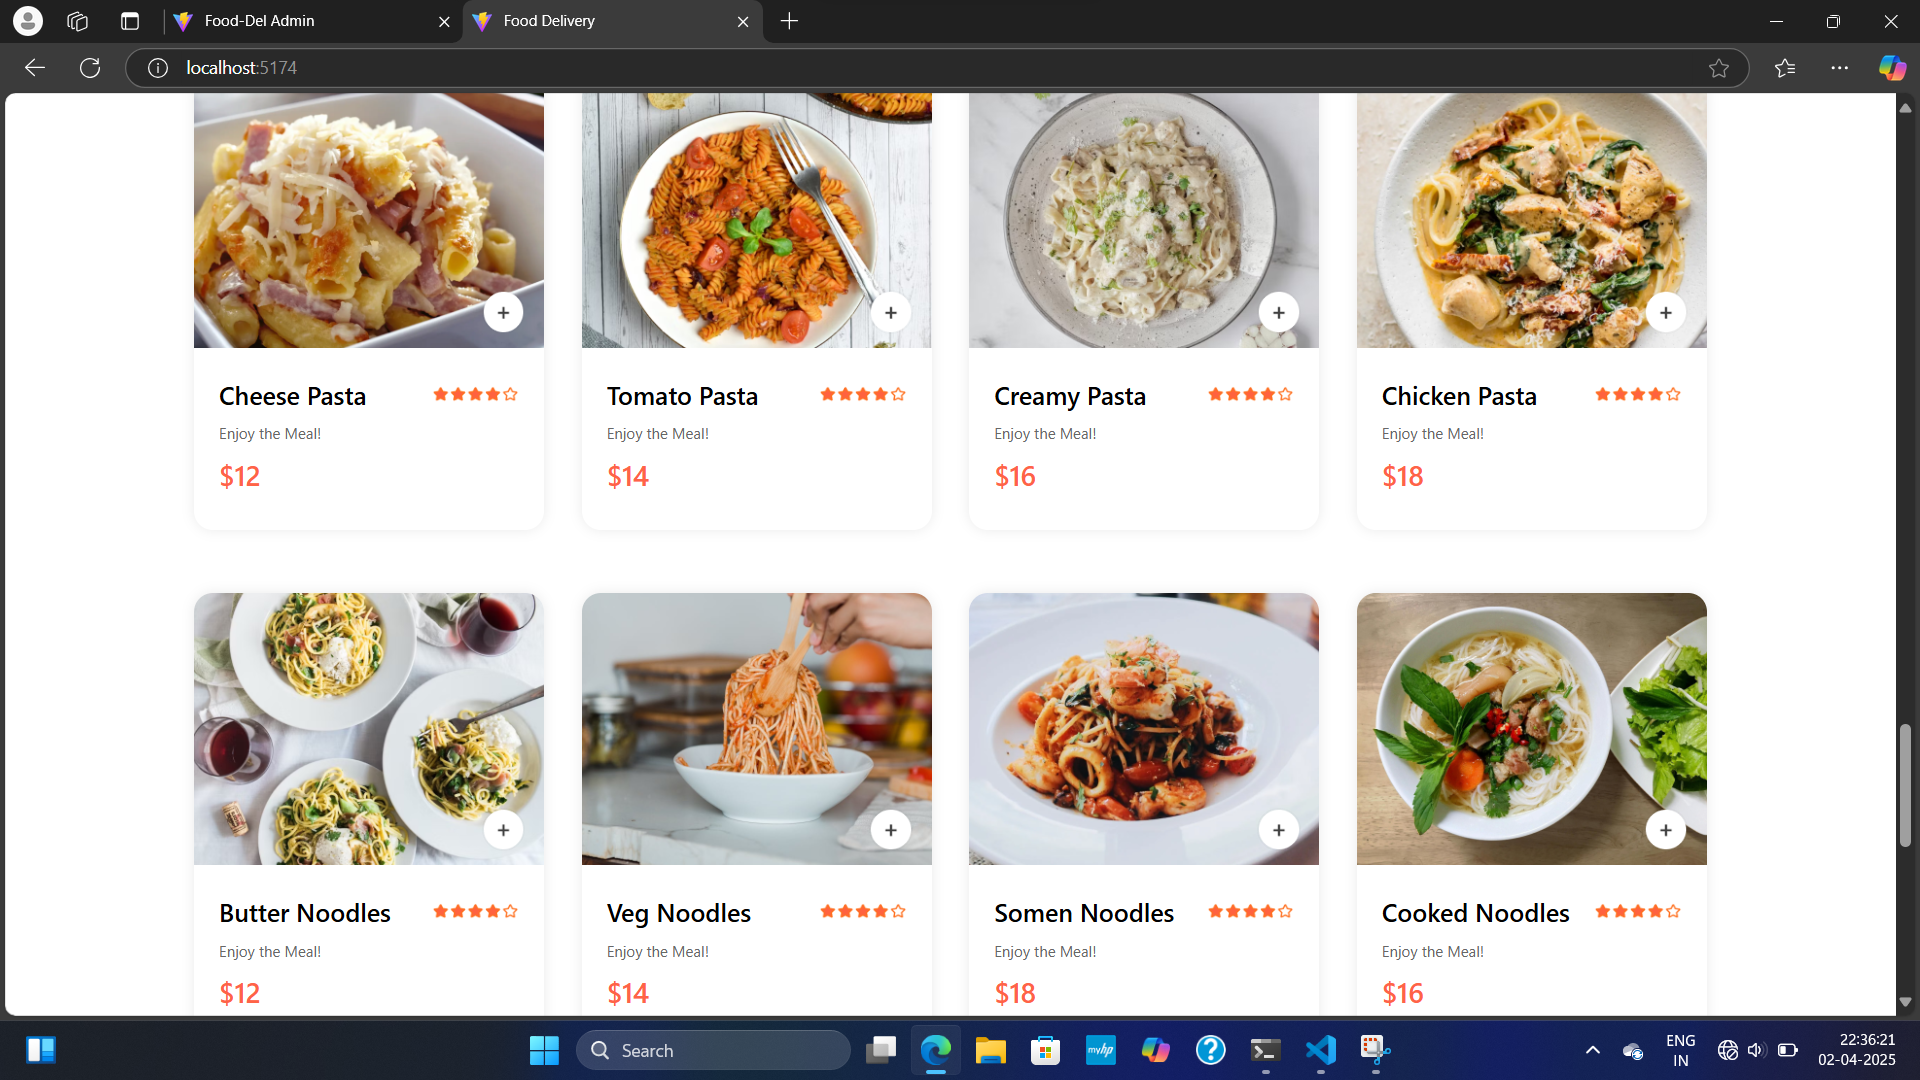 Food-Del Admin
Food Delivery
localhost:5174
Cheese Pasta
Enjoy the Meal!
$12
Tomato Pasta
Enjoy the Meal!
$14
Creamy Pasta
Enjoy the Meal!
$16
Chicken Pasta
Enjoy the Meal!
$18
Butter Noodles
Enjoy the Meal!
$12
Veg Noodles
Enjoy the Meal!
$14
Somen Noodles
Enjoy the Meal!
$18
Cooked Noodles
Enjoy the Meal!
$16
Search
myhp
ENG
IN
22:36:21
02-04-2025